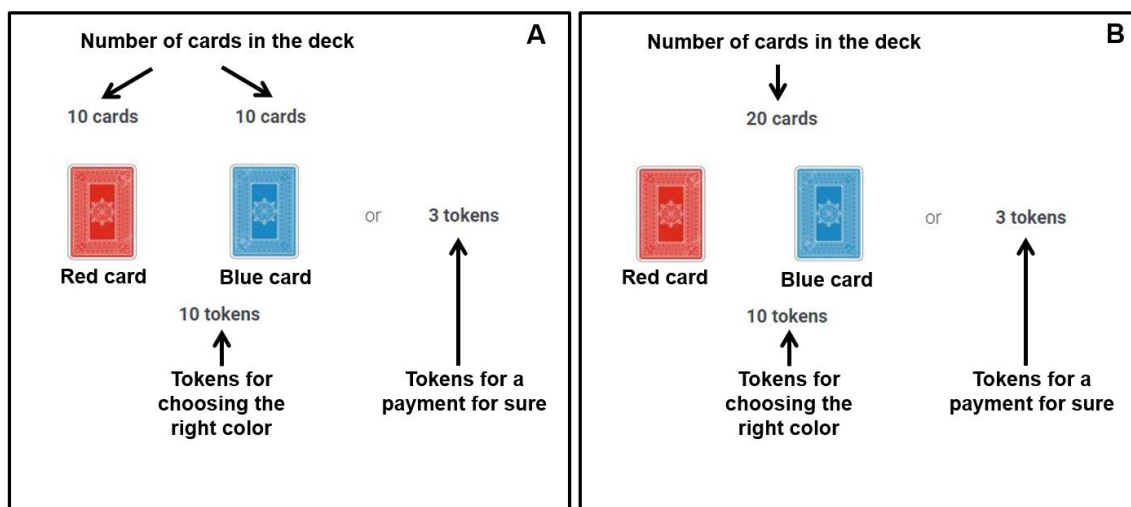 A
Number of cards in the deck
10 cards 10 cards
or 3 tokens
Red card Blue card
10 tokens
Tokens for
choosing the
right color
Tokens for a
payment for sure
B
Number of cards in the deck
20 cards
or 3 tokens
Red card Blue card
10 tokens
Tokens for
choosing the
right color
Tokens for a
payment for sure